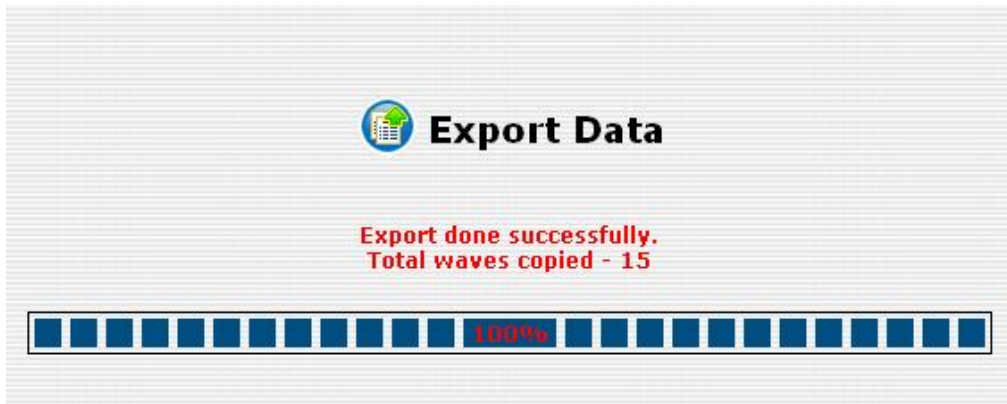 Export Data
Export done successfully.
Total waves copied - 15
100%